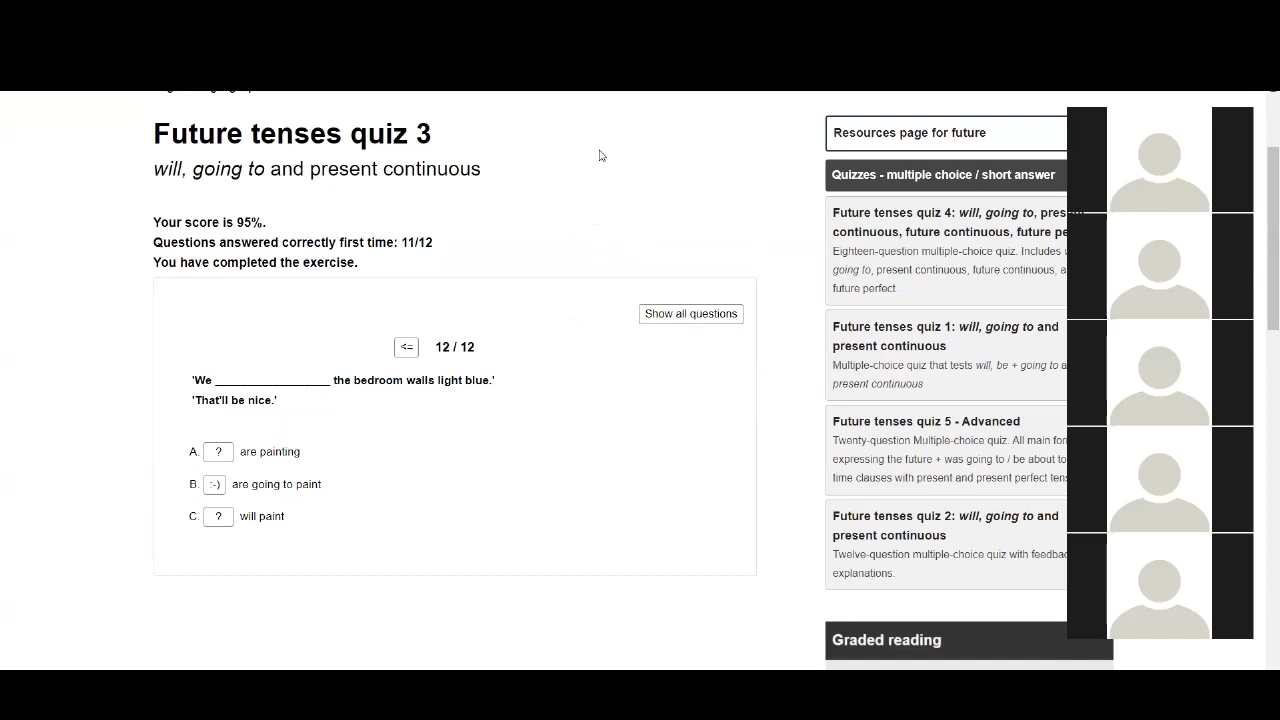 Future tenses quiz 3
will, going to and present continuous
Your score is 95%.
Questions answered correctly first time: 11/12
You have completed the exercise.
Show all questions
<= 12 / 12
'We __________________ the bedroom walls light blue.'
'That'll be nice.'
A. ? are painting
B. :-) are going to paint
C. ? will paint
Resources page for future
Quizzes - multiple choice / short answer
Future tenses quiz 4: will, going to,
continuous, future continuous, future
Eighteen-question multiple-choice quiz. Includes
going to, present continuous, future continuous,
future perfect.
Future tenses quiz 1: will, going to and
present continuous
Multiple-choice quiz that tests will, be + going to
present continuous
Future tenses quiz 5 - Advanced
Twenty-question Multiple-choice quiz. All main
expressing the future + was going to / be about to
time clauses with present and present perfect
Future tenses quiz 2: will, going to and
present continuous
Twelve-question multiple-choice quiz with
explanations.
Graded reading